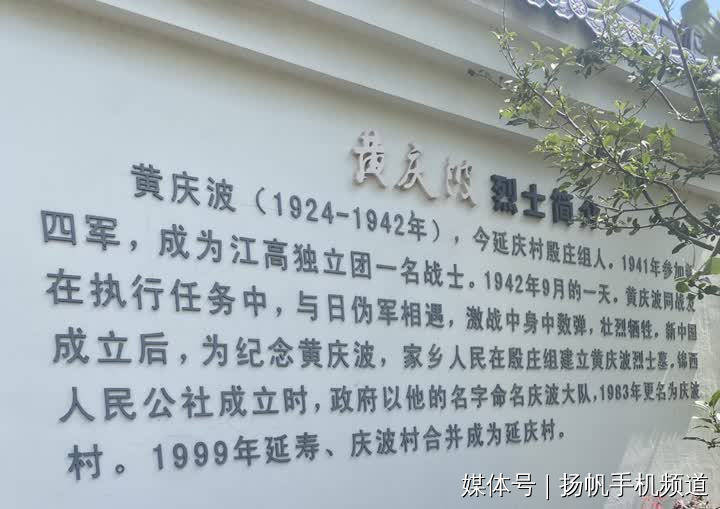 黄庆波 烈士简介
黄庆波（1924-1942年），今延庆村殷庄组人。1941年参加新
四军，成为江高独立团一名战士。1942年9月的一天。黄庆波同战友
在执行任务中，与日伪军相遇，激战中身中数弹，壮烈牺牲。新中国
成立后，为纪念黄庆波，家乡人民在殷庄组建立黄庆波烈士墓。锦西
人民公社成立时，政府以他的名字命名庆波大队，1983年更名为庆波
村。1999年延寿、庆波村合并成为延庆村。
媒体号｜扬帆手机频道